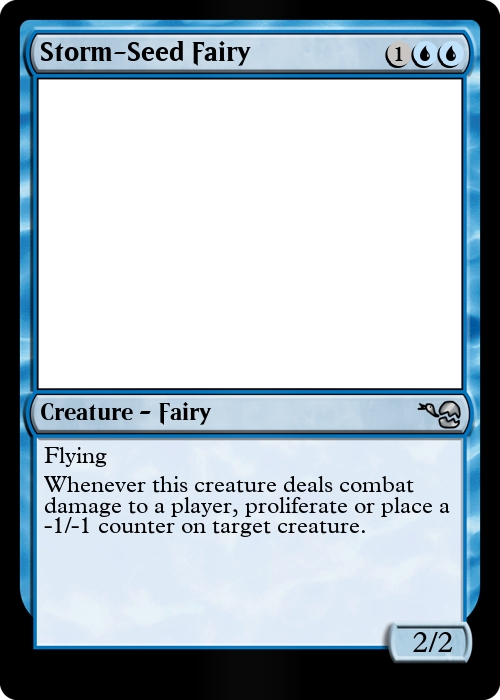 Storm-Seed Fairy 1
Creature - Fairy
Flying
Whenever this creature deals combat
damage to a player, proliferate or place a
-1/-1 counter on target creature.
2/2